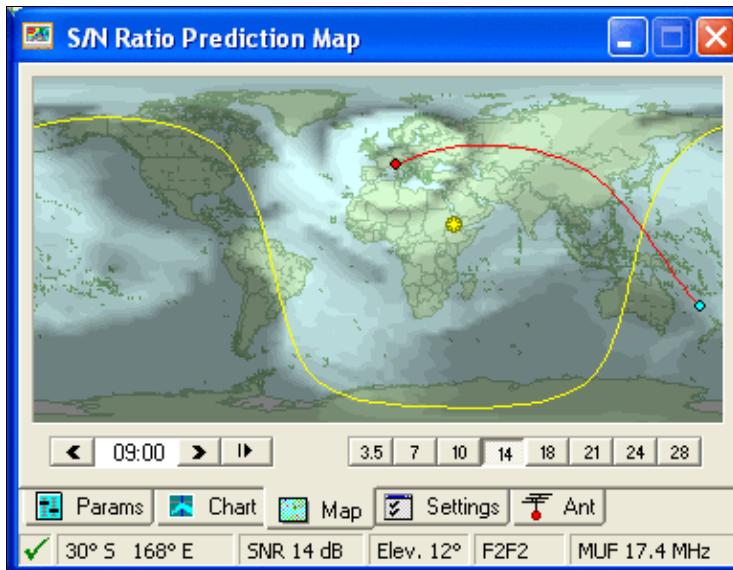 S/N Ratio Prediction Map
09:00 3.5 7 10 14 18 21 24 28
Params Chart Map Settings Ant
30° S 168° E SNR 14 dB Elev. 12° F2F2 MUF 17.4 MHz